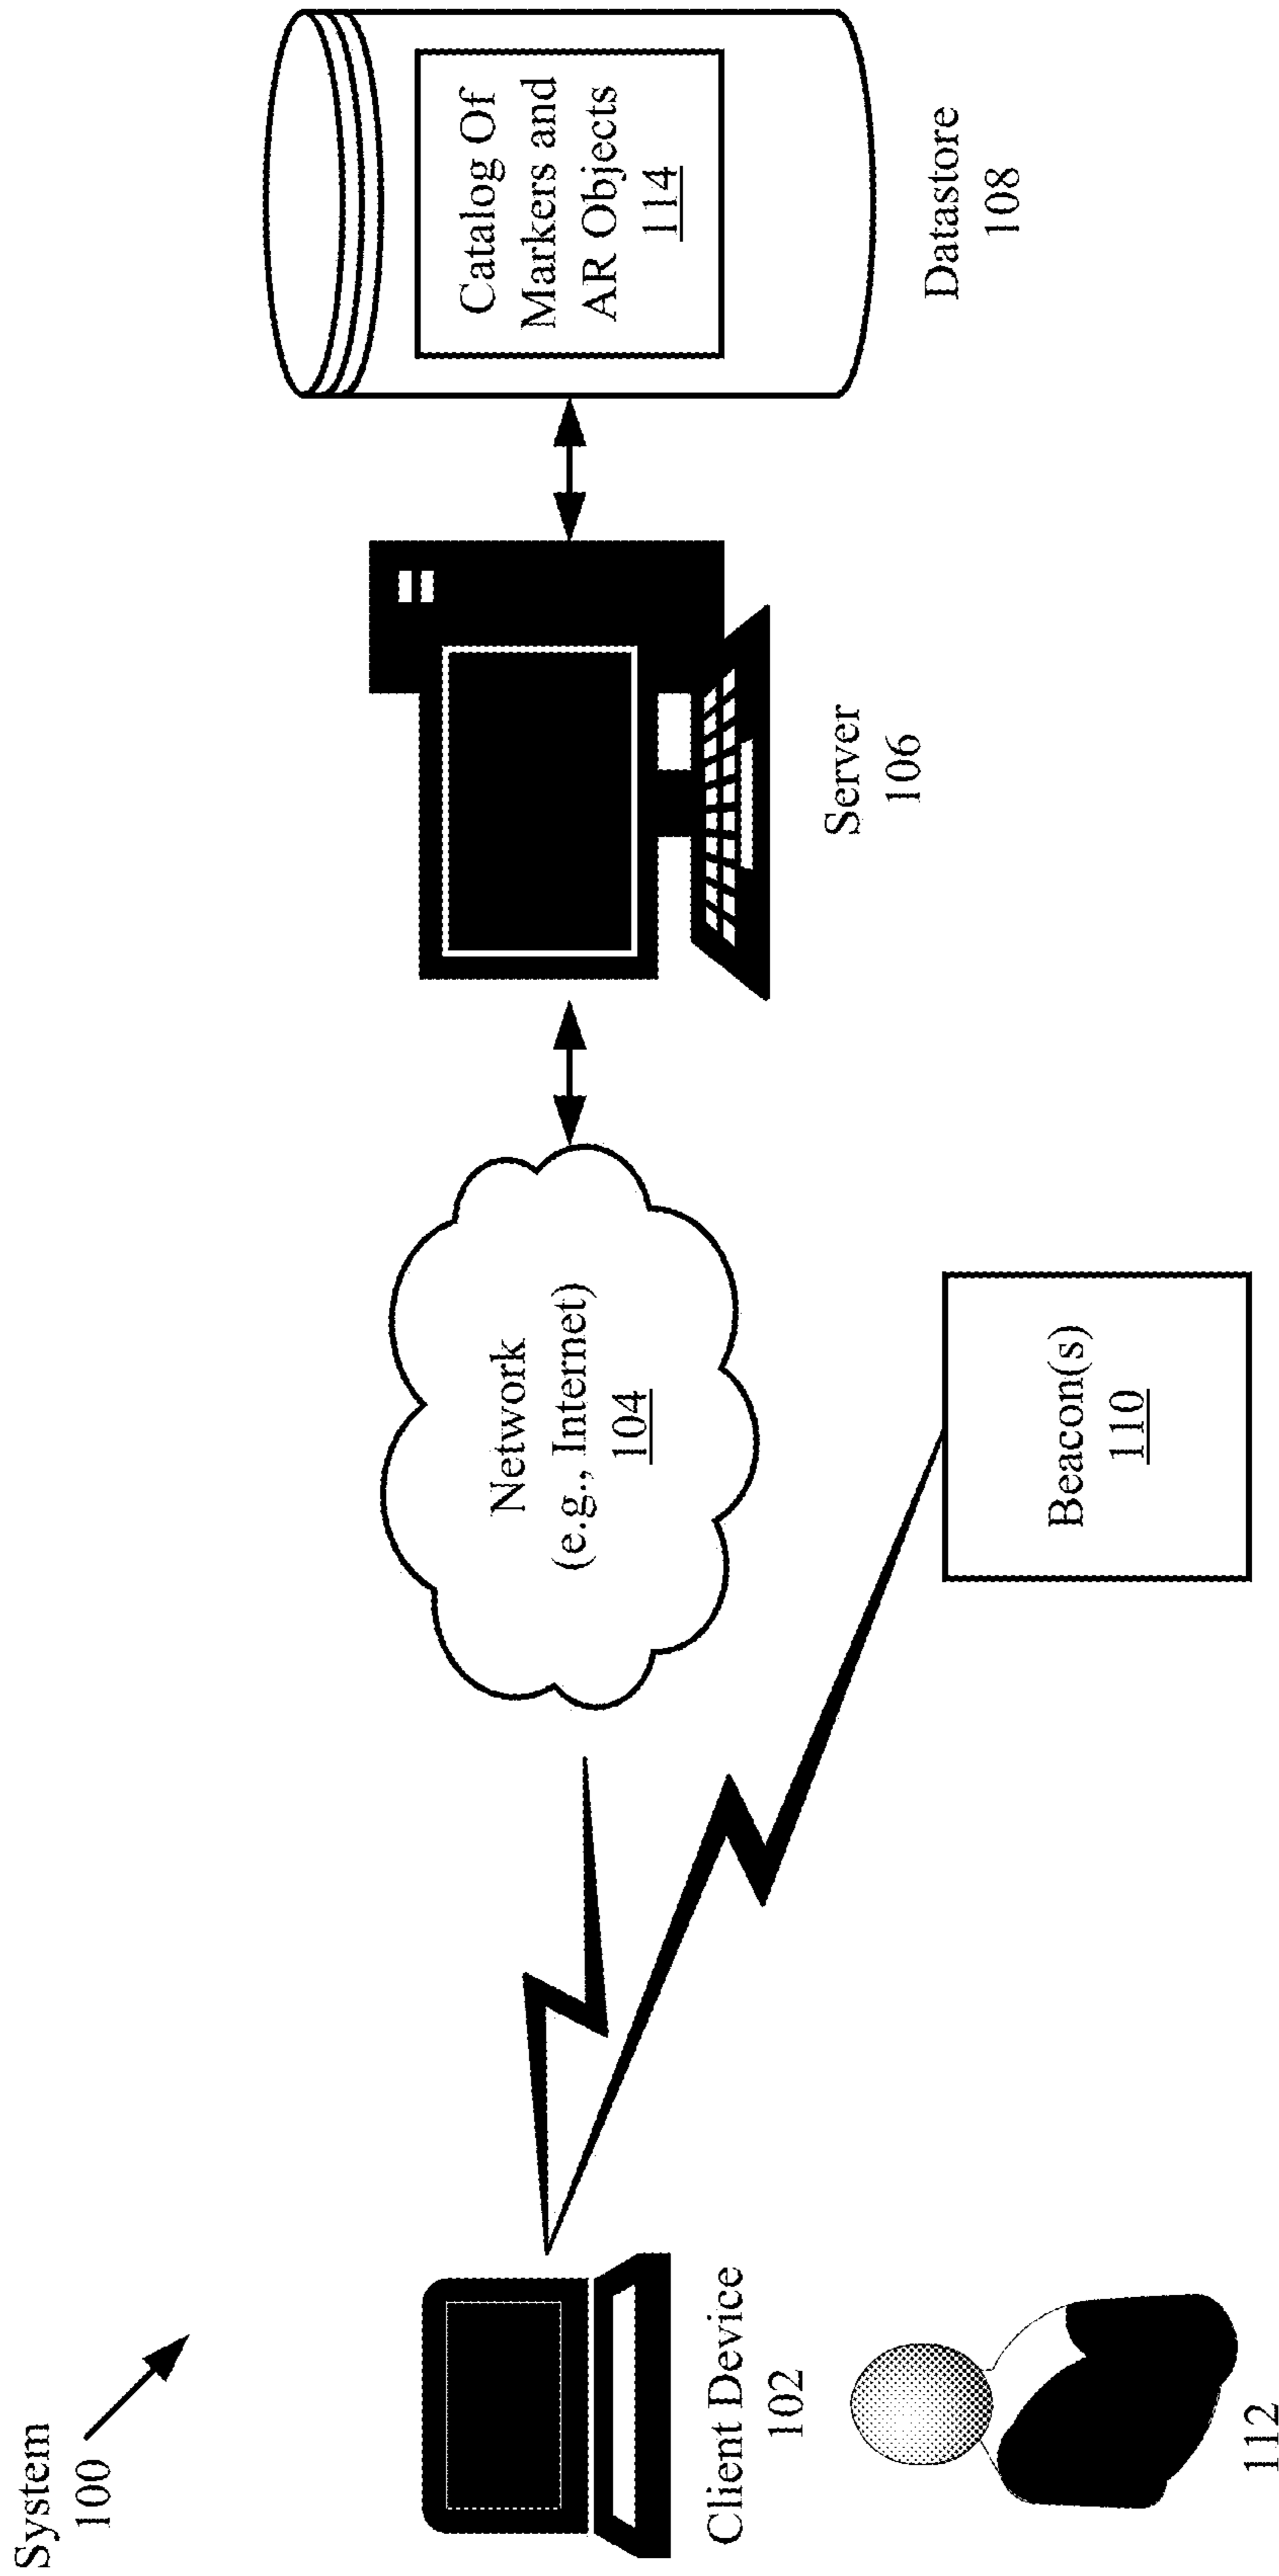 System
100
Client Device
102
112
Network
(e.g., Internet)
104
Beacon(s)
110
Server
106
Catalog Of
Markers and
AR Objects
114
Datastore
108